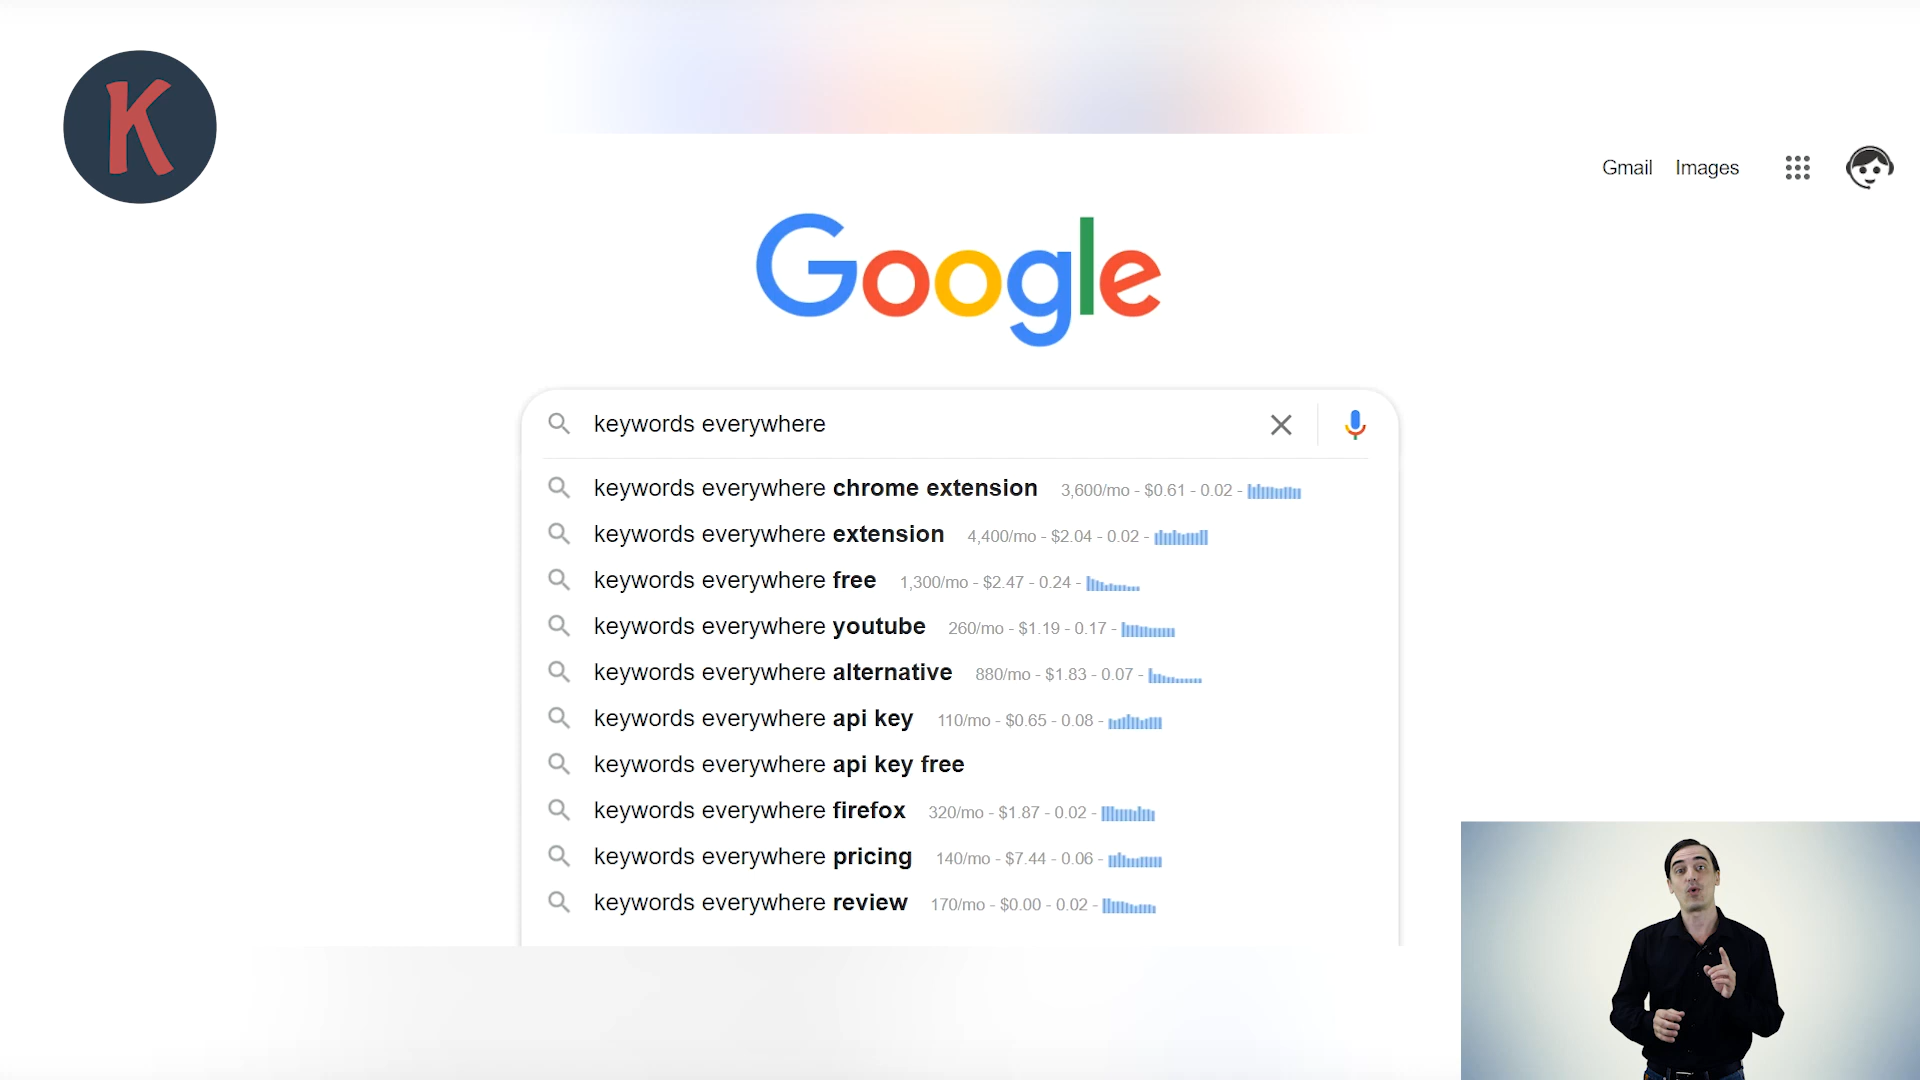 K
Gmail Images
Google
keywords everywhere
keywords everywhere chrome extension 3,600/mo - $0.61 - 0.02 -
keywords everywhere extension 4,400/mo - $2.04 - 0.02 -
keywords everywhere free 1,300/mo - $2.47 - 0.24 -
keywords everywhere youtube 260/mo - $1.19 - 0.17 -
keywords everywhere alternative 880/mo - $1.83 - 0.07 -
keywords everywhere api key 110/mo - $0.65 - 0.08 -
keywords everywhere api key free
keywords everywhere firefox 320/mo - $1.87 - 0.02 -
keywords everywhere pricing 140/mo - $7.44 - 0.06 -
keywords everywhere review 170/mo - $0.00 - 0.02 -